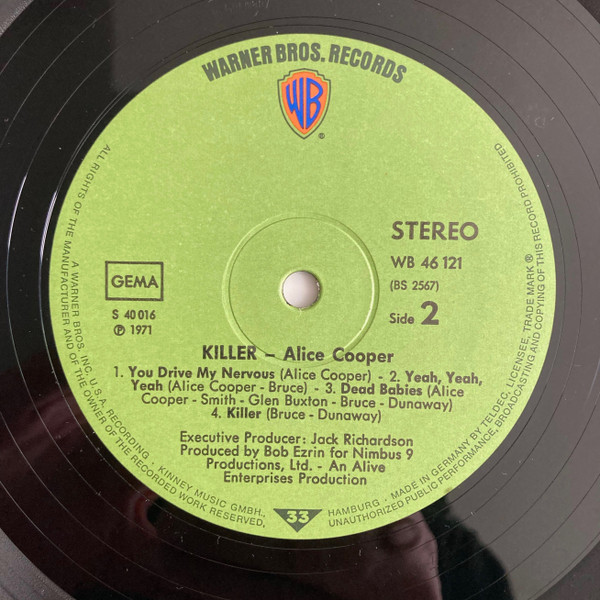 WARNER BROS. RECORDS
WB
®
STEREO
WB 46 121
(BS 2567)
Side 2
GEMA
S 40 016
℗ 1971
KILLER – Alice Cooper
1. You Drive My Nervous (Alice Cooper) - 2. Yeah, Yeah,
Yeah (Alice Cooper - Bruce) - 3. Dead Babies (Alice
Cooper - Smith - Glen Buxton - Bruce - Dunaway)
4. Killer (Bruce - Dunaway)
Executive Producer: Jack Richardson
Produced by Bob Ezrin for Nimbus 9
Productions, Ltd. - An Alive
Enterprises Production
33
ALL RIGHTS OF THE MANUFACTURER AND OF THE OWNER OF THE RECORDED WORK RESERVED.
UNAUTHORIZED PUBLIC PERFORMANCE, BROADCASTING AND COPYING OF THIS RECORD PROHIBITED
A WARNER BROS. INC. U.S.A. RECORDING - KINNEY MUSIC GMBH.,
HAMBURG - MADE IN GERMANY BY TELDEC, LICENSEE, TRADE MARK ®